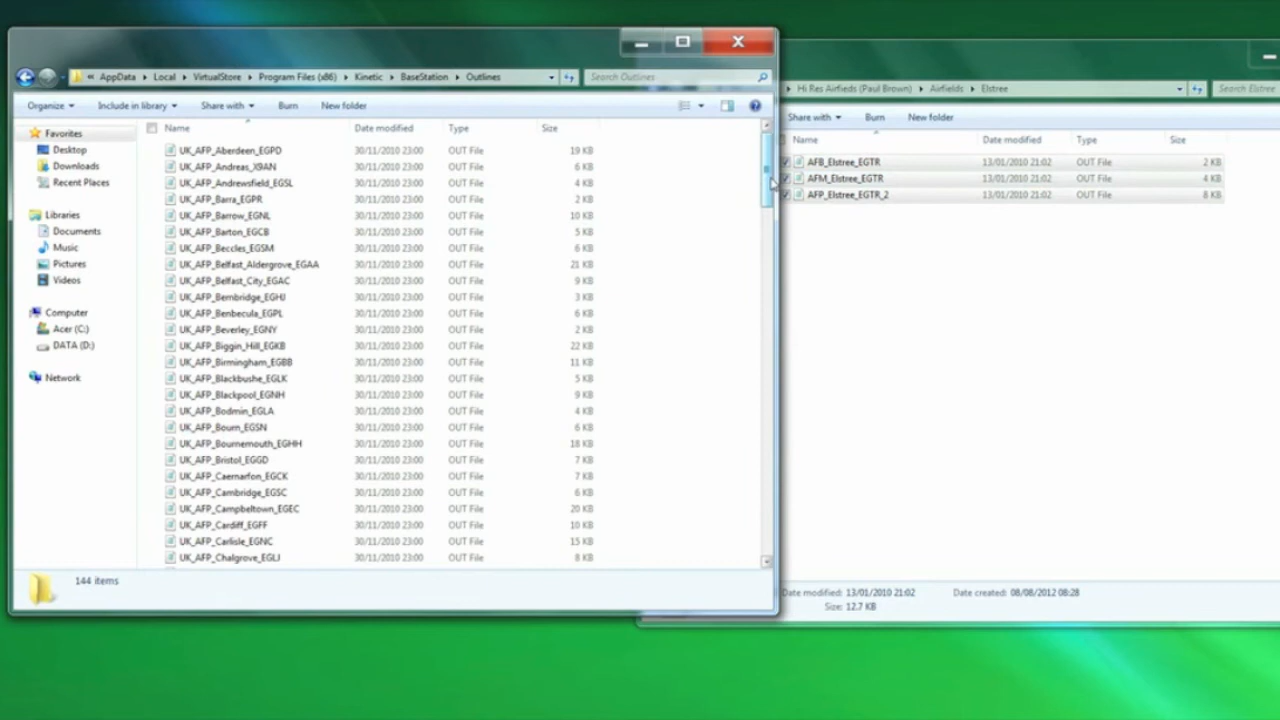 « AppData ▸ Local ▸ VirtualStore ▸ Program Files (x86) ▸ Kinetic ▸ BaseStation ▸ Outlines
Search Outlines
Organize
Include in library
Share with
Burn
New folder
Favorites
Desktop
Downloads
Recent Places
Libraries
Documents
Music
Pictures
Videos
Computer
Acer (C:)
DATA (D:)
Network
Name Date modified Type Size
UK_AFP_Aberdeen_EGPD 30/11/2010 23:00 OUT File 19 KB
UK_AFP_Andreas_X9AN 30/11/2010 23:00 OUT File 6 KB
UK_AFP_Andrewsfield_EGSL 30/11/2010 23:00 OUT File 4 KB
UK_AFP_Barra_EGPR 30/11/2010 23:00 OUT File 2 KB
UK_AFP_Barrow_EGNL 30/11/2010 23:00 OUT File 10 KB
UK_AFP_Barton_EGCB 30/11/2010 23:00 OUT File 5 KB
UK_AFP_Beccles_EGSM 30/11/2010 23:00 OUT File 6 KB
UK_AFP_Belfast_Aldergrove_EGAA 30/11/2010 23:00 OUT File 21 KB
UK_AFP_Belfast_City_EGAC 30/11/2010 23:00 OUT File 9 KB
UK_AFP_Bembridge_EGHJ 30/11/2010 23:00 OUT File 3 KB
UK_AFP_Benbecula_EGPL 30/11/2010 23:00 OUT File 6 KB
UK_AFP_Beverley_EGNY 30/11/2010 23:00 OUT File 2 KB
UK_AFP_Biggin_Hill_EGKB 30/11/2010 23:00 OUT File 22 KB
UK_AFP_Birmingham_EGBB 30/11/2010 23:00 OUT File 11 KB
UK_AFP_Blackbushe_EGLK 30/11/2010 23:00 OUT File 5 KB
UK_AFP_Blackpool_EGNH 30/11/2010 23:00 OUT File 9 KB
UK_AFP_Bodmin_EGLA 30/11/2010 23:00 OUT File 4 KB
UK_AFP_Bourn_EGSN 30/11/2010 23:00 OUT File 6 KB
UK_AFP_Bournemouth_EGHH 30/11/2010 23:00 OUT File 18 KB
UK_AFP_Bristol_EGGD 30/11/2010 23:00 OUT File 7 KB
UK_AFP_Caernarfon_EGCK 30/11/2010 23:00 OUT File 7 KB
UK_AFP_Cambridge_EGSC 30/11/2010 23:00 OUT File 6 KB
UK_AFP_Campbeltown_EGEC 30/11/2010 23:00 OUT File 20 KB
UK_AFP_Cardiff_EGFF 30/11/2010 23:00 OUT File 10 KB
UK_AFP_Carlisle_EGNC 30/11/2010 23:00 OUT File 15 KB
UK_AFP_Chalgrove_EGLJ 30/11/2010 23:00 OUT File 8 KB
144 items
▸ Hi Res Airfieds (Paul Brown) ▸ Airfields ▸ Elstree
Search Elstree
Share with
Burn
New folder
Name Date modified Type Size
AFB_Elstree_EGTR 13/01/2010 21:02 OUT File 2 KB
AFM_Elstree_EGTR 13/01/2010 21:02 OUT File 4 KB
AFP_Elstree_EGTR_2 13/01/2010 21:02 OUT File 8 KB
Date modified: 13/01/2010 21:02 Date created: 08/08/2012 08:28
Size: 12.7 KB